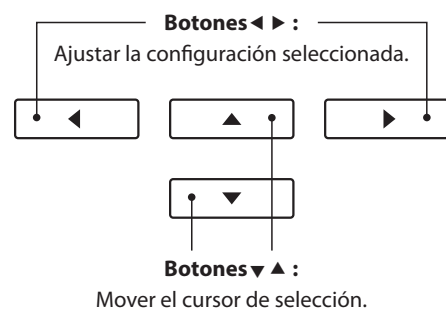 Botones ◀ ▶ :
Ajustar la configuración seleccionada.
Botones ▼ ▲ :
Mover el cursor de selección.